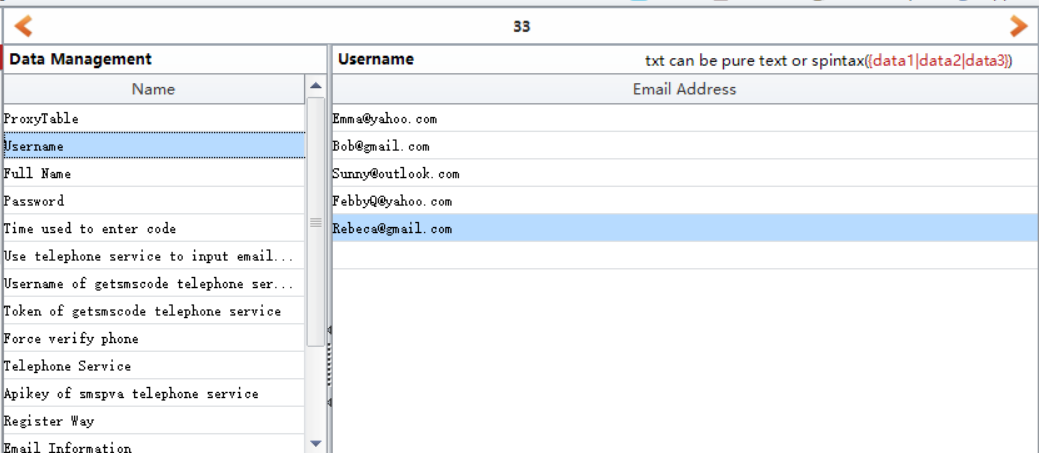 33
Data Management
Name
ProxyTable
Username
Full Name
Password
Time used to enter code
Use telephone service to input email...
Username of getsmscode telephone ser...
Token of getsmscode telephone service
Force verify phone
Telephone Service
Apikey of smspva telephone service
Register Way
Email Information
Username
txt can be pure text or spintax({data1|data2|data3})
Email Address
Emma@yahoo.com
Bob@gmail.com
Sunny@outlook.com
FebbyQ@yahoo.com
Rebeca@gmail.com